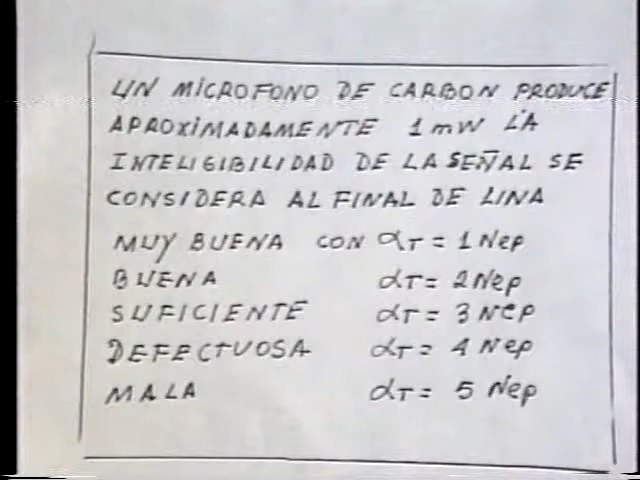 UN MICROFONO DE CARBON PRODUCE
APROXIMADAMENTE 1 mW LA
INTELIGIBILIDAD DE LA SEÑAL SE
CONSIDERA AL FINAL DE LINA
MUY BUENA CON αT = 1 Nep
BUENA αT = 2 Nep
SUFICIENTE αT = 3 Nep
DEFECTUOSA αT = 4 Nep
MALA αT = 5 Nep